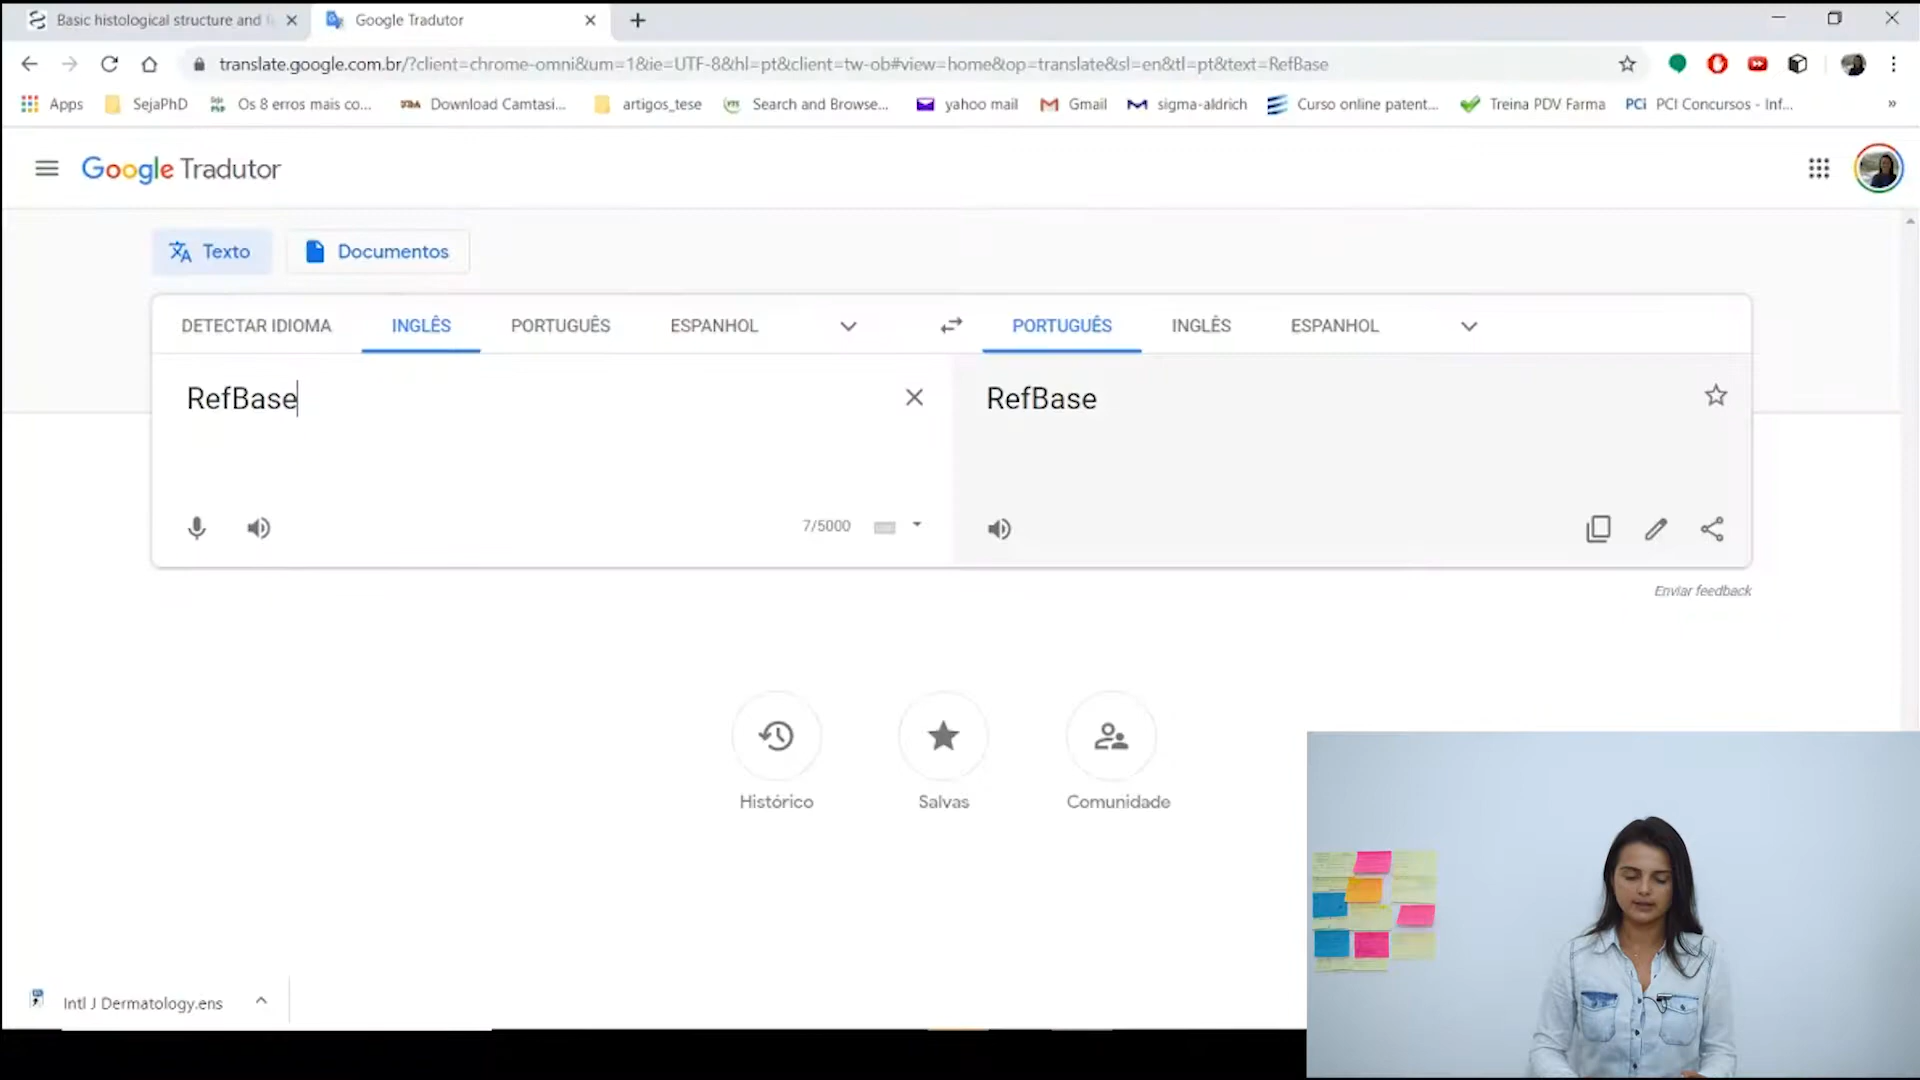 Basic histological structure and f
Google Tradutor
translate.google.com.br/?client=chrome-omni&um=1&ie=UTF-8&hl=pt&client=tw-ob#view=home&op=translate&sl=en&tl=pt&text=RefBase
Apps SejaPhD Os 8 erros mais co... Download Camtasi... artigos_tese Search and Browse... yahoo mail Gmail sigma-aldrich Curso online patent... Treina PDV Farma PCi PCI Concursos - Inf... »
Google Tradutor
Texto Documentos
DETECTAR IDIOMA INGLÊS PORTUGUÊS ESPANHOL PORTUGUÊS INGLÊS ESPANHOL
RefBase RefBase
7/5000
Enviar feedback
Histórico Salvas Comunidade
Intl J Dermatology.ens